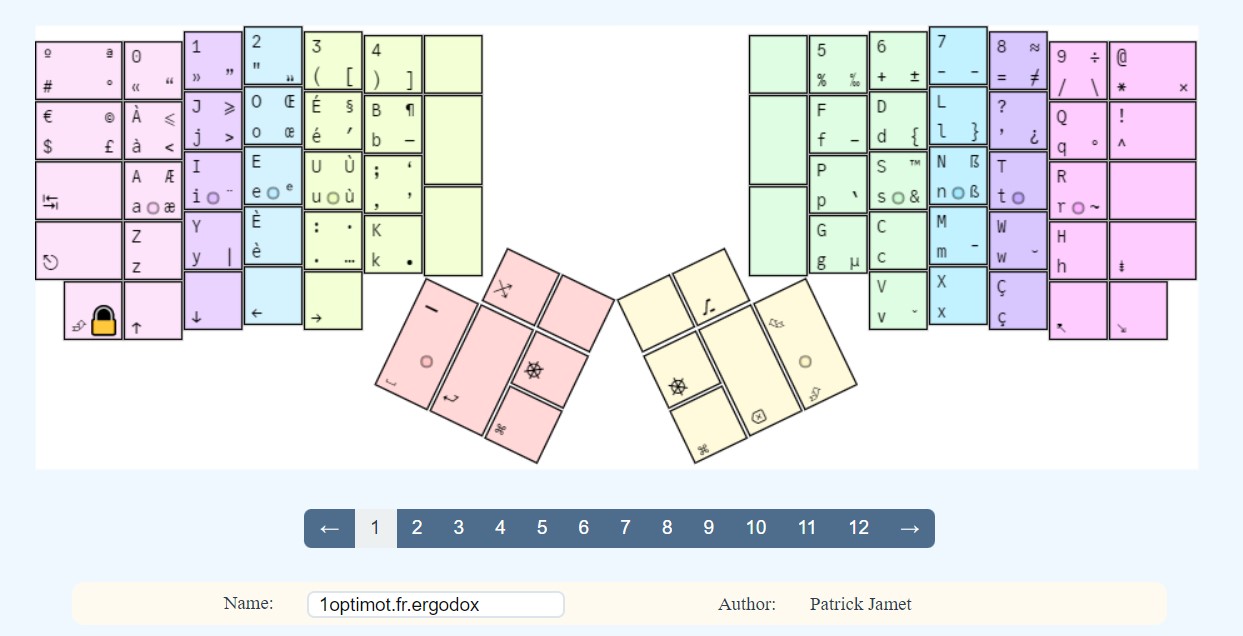 º ª 0 1 2 3 4 5 6 7 8 ≈ 9 ÷ @
# ° « “ » ” " „ ( [ ) ] % ‰ + ± - - = ≠ / \ * ×
€ © À ⩽ J ⩾ O Œ É § B ¶ F D L ? Q !
$ £ à < j > o œ é ′ b – f – d { l } ’ ¿ q ° ^
A Æ I E U Ù ; ‘ P S ™ N ß T R
↹ a æ i ¨ e ᵉ u ù , ’ p ` s & n ß t r ~
Z Y È : · K G C M W H
z y | è . … k • g µ c m - w ˘ h
V X Ç
↑ ↓ ← → v ˇ x ç ↖ ↘
← 1 2 3 4 5 6 7 8 9 10 11 12 →
Name: 1optimot.fr.ergodox Author: Patrick Jamet